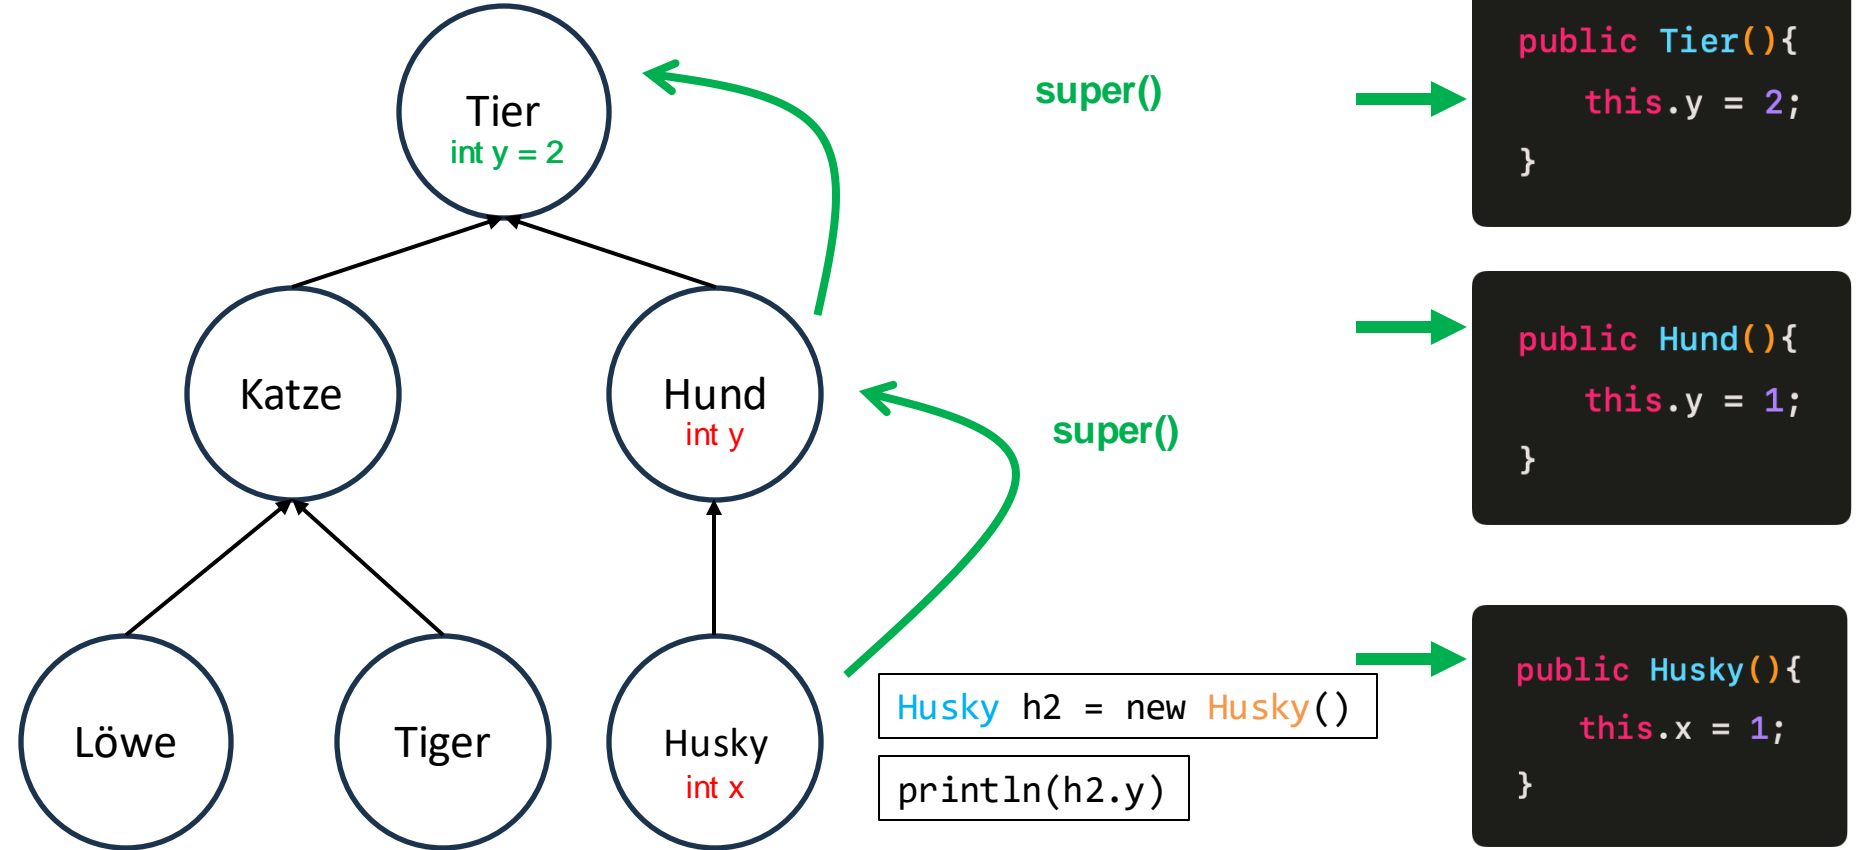 Tier
int y = 2
super()
public Tier(){
this.y = 2;
}
Katze
Hund
int y
super()
public Hund(){
this.y = 1;
}
Löwe
Tiger
Husky
int x
Husky h2 = new Husky()
println(h2.y)
public Husky(){
this.x = 1;
}